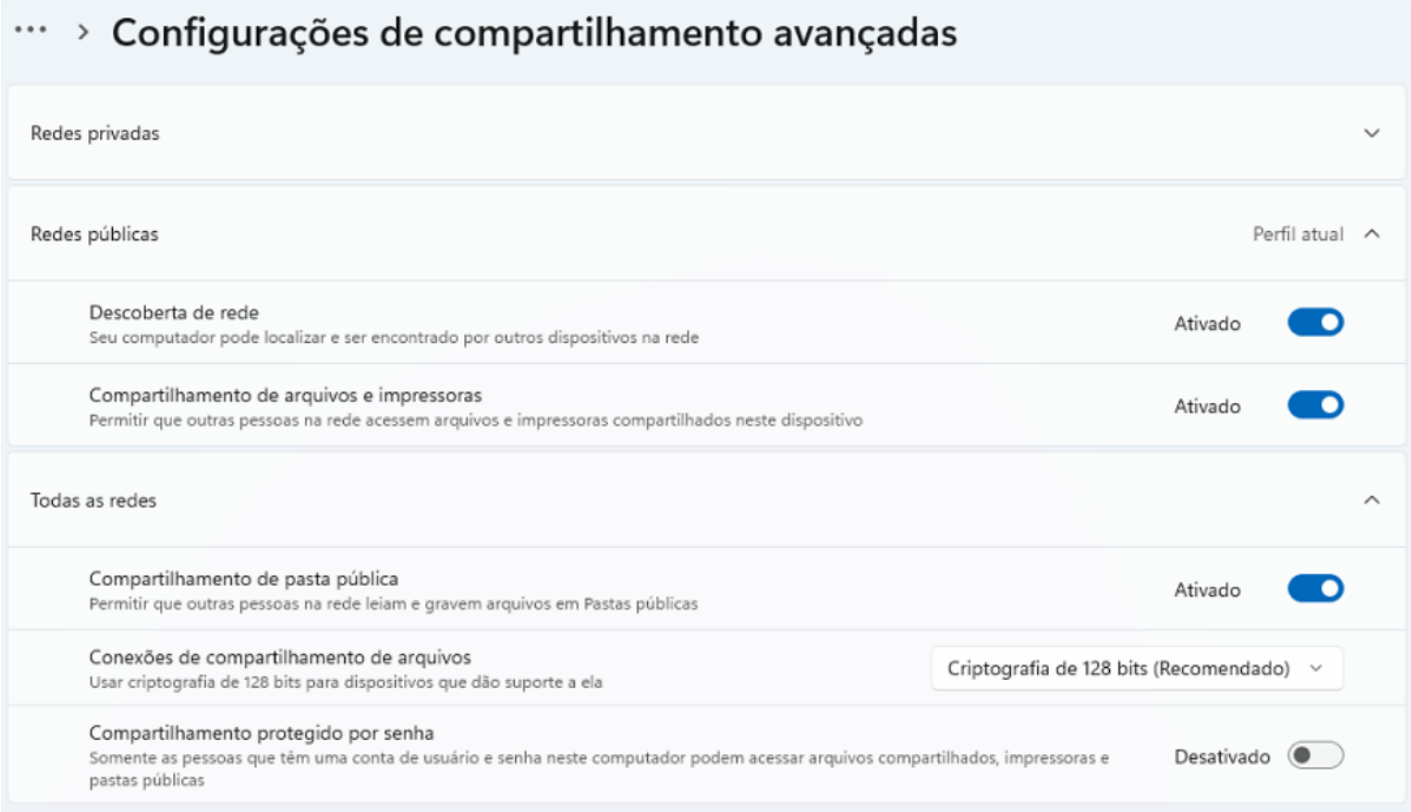 ... > Configurações de compartilhamento avançadas
Redes privadas
Redes públicas Perfil atual
Descoberta de rede
Seu computador pode localizar e ser encontrado por outros dispositivos na rede
Ativado
Compartilhamento de arquivos e impressoras
Permitir que outras pessoas na rede acessem arquivos e impressoras compartilhados neste dispositivo
Ativado
Todas as redes
Compartilhamento de pasta pública
Permitir que outras pessoas na rede leiam e gravem arquivos em Pastas públicas
Ativado
Conexões de compartilhamento de arquivos
Usar criptografia de 128 bits para dispositivos que dão suporte a ela
Criptografia de 128 bits (Recomendado)
Compartilhamento protegido por senha
Somente as pessoas que têm uma conta de usuário e senha neste computador podem acessar arquivos compartilhados, impressoras e
pastas públicas
Desativado